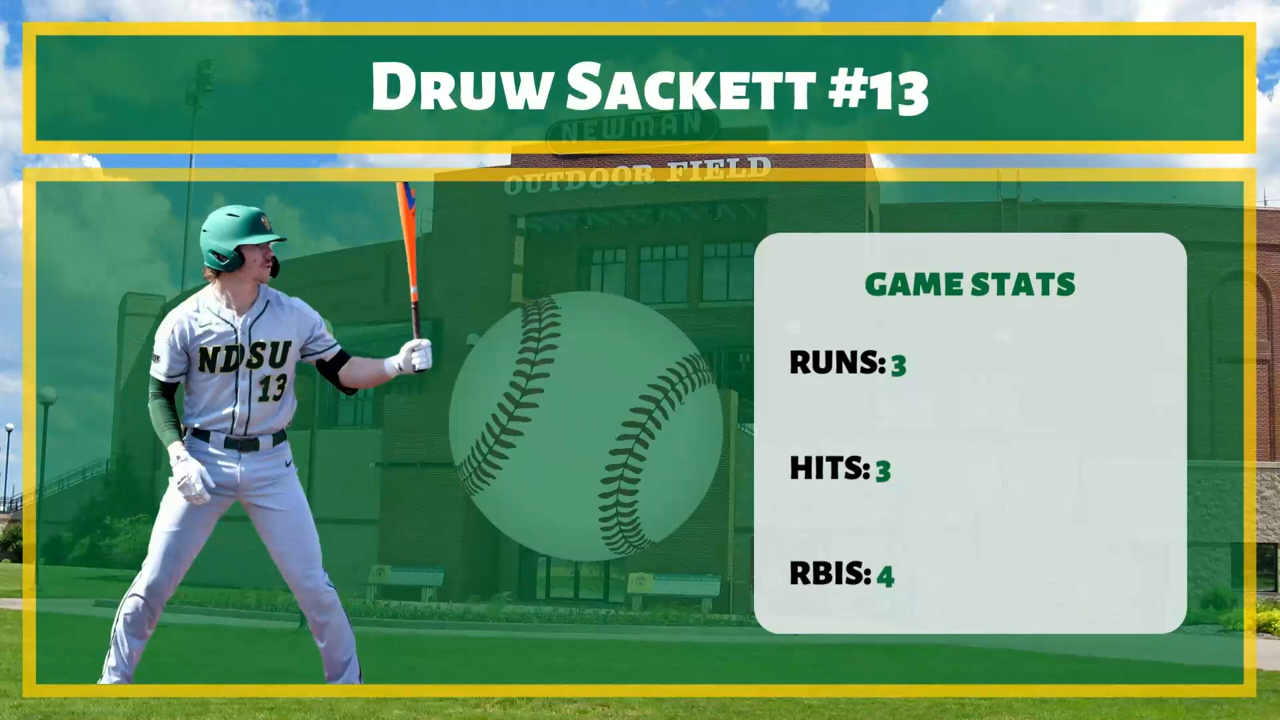 DRUW SACKETT #13
NEWMAN
OUTDOOR FIELD
NDSU
13
GAME STATS
RUNS: 3
HITS: 3
RBIS: 4